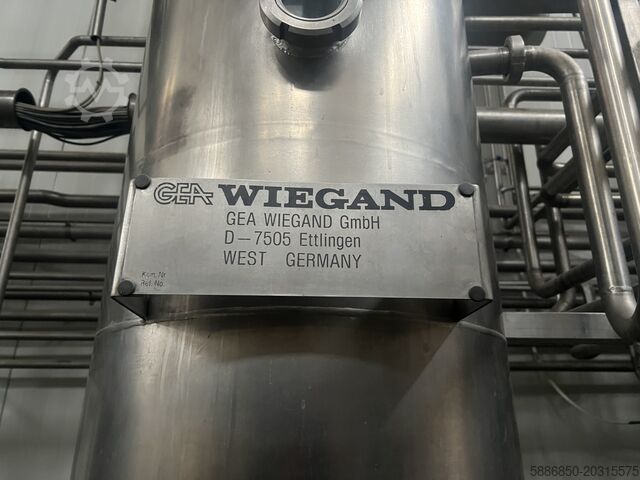 GEA WIEGAND
GEA WIEGAND GmbH
D-7505 Ettlingen
WEST GERMANY
Kom. Nr.
Ref. No.
5886850-20315575